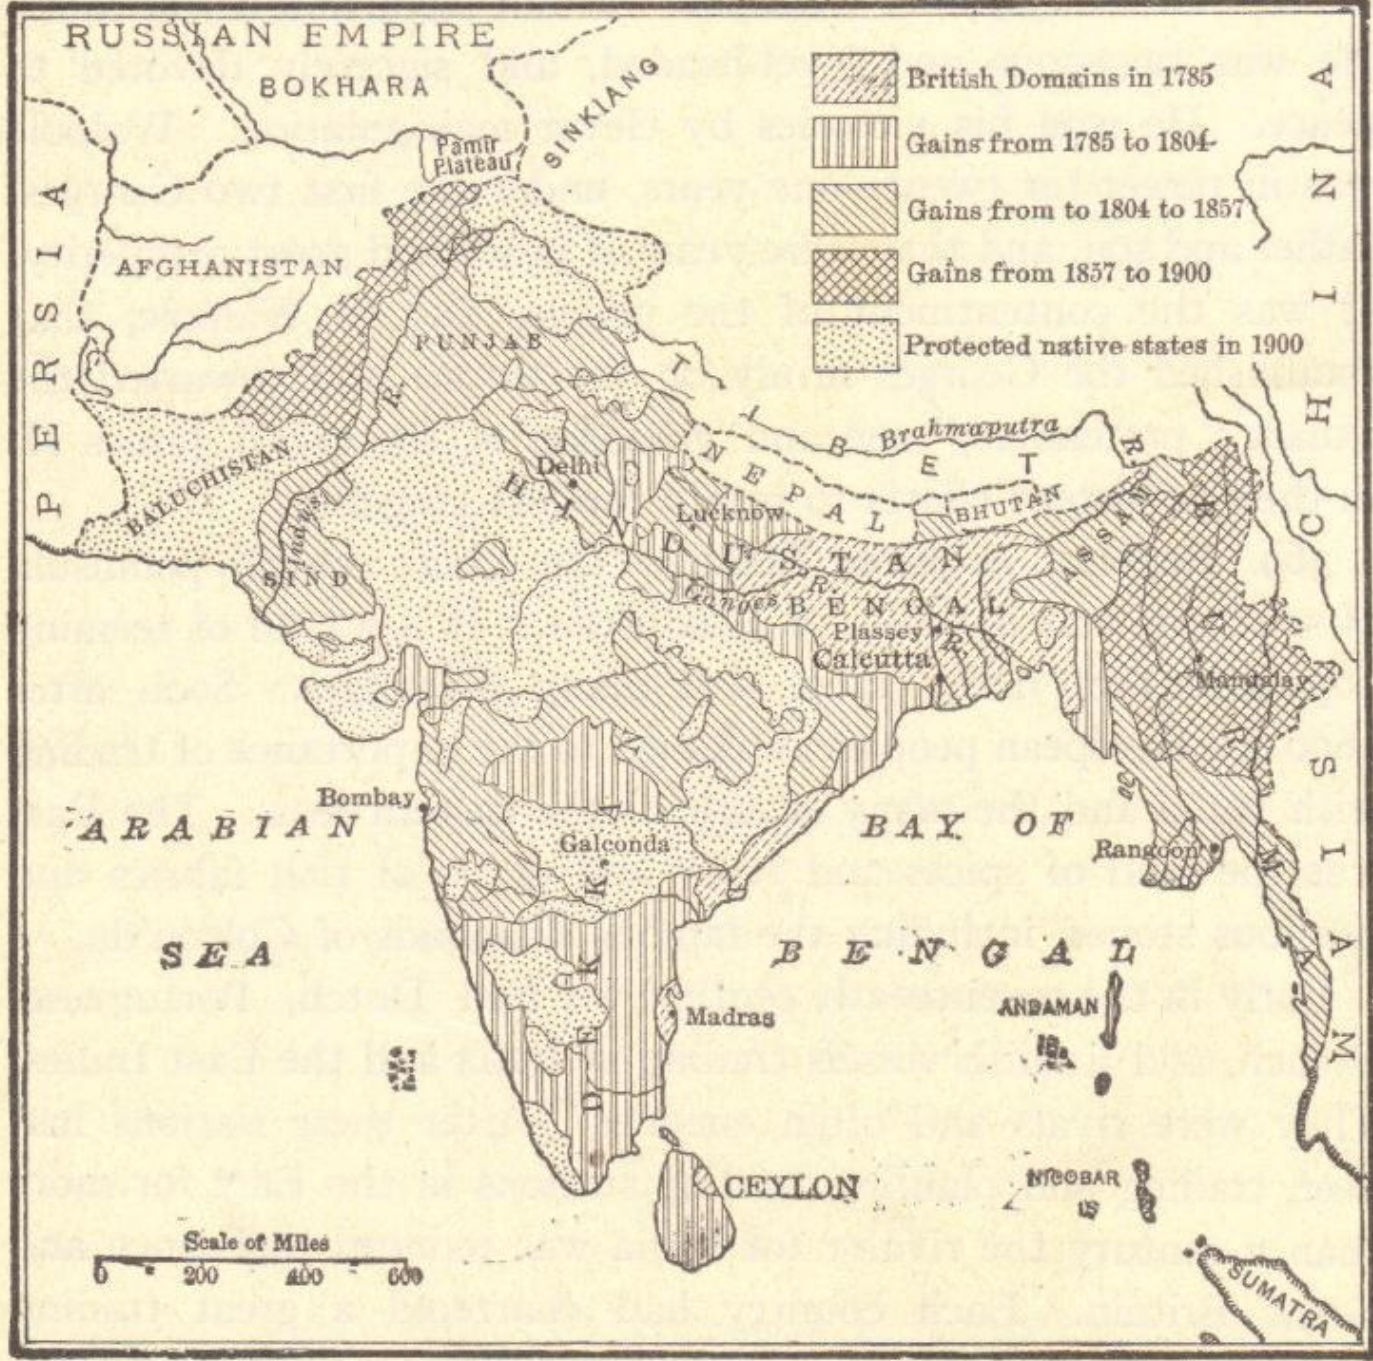 RUSSIAN EMPIRE
BOKHARA
SINKIANG
Pamir
Plateau
British Domains in 1785
Gains from 1785 to 1804
Gains from to 1804 to 1857
Gains from 1857 to 1900
Protected native states in 1900
CHINA
PERSIA
AFGHANISTAN
PUNJAB
R.
TIBET
Brahmaputra
R.
NEPAL
BHUTAN
BALUCHISTAN
Delhi
Lucknow
HINDUSTAN
Indus
SIND
ASSAM
Ganges
R.
BENGAL
Plassey
Calcutta
BURMA
Mandalay
Bombay
ARABIAN
SEA
Galconda
DEKKAN
BAY OF
BENGAL
Rangoon
SIAM
Madras
ANDAMAN
IS
CEYLON
NICOBAR
IS
SUMATRA
Scale of Miles
0 200 400 600